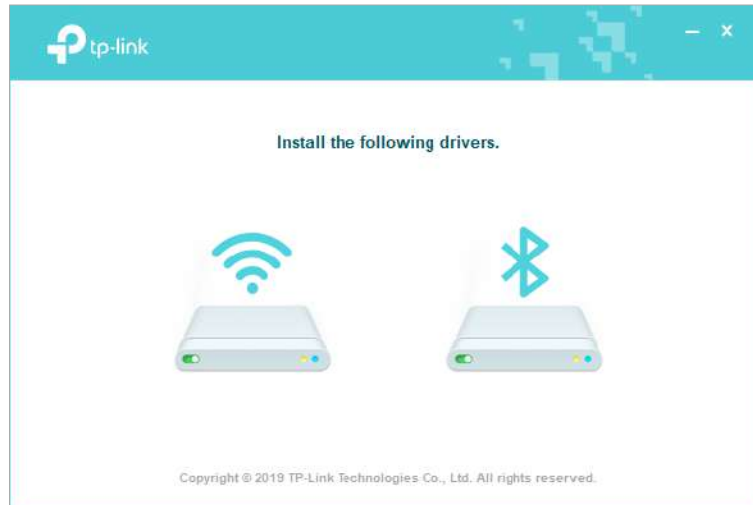 tp-link
Install the following drivers.
Copyright © 2019 TP-Link Technologies Co., Ltd. All rights reserved.